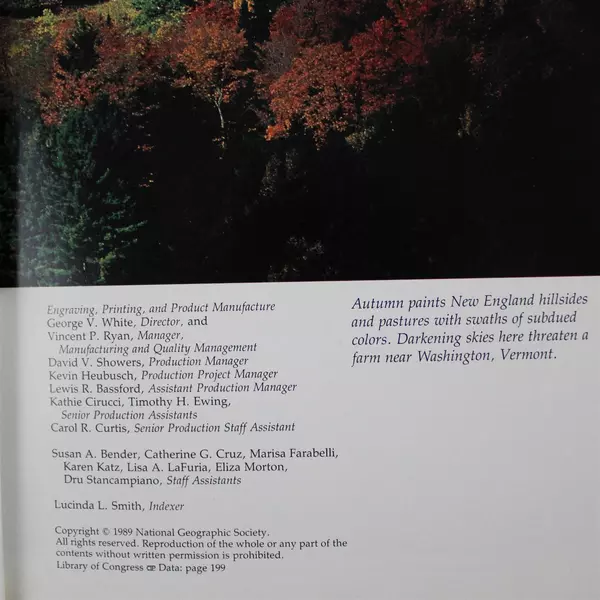 Engraving, Printing, and Product Manufacture
George V. White, Director, and
Vincent P. Ryan, Manager,
Manufacturing and Quality Management
David V. Showers, Production Manager
Kevin Heubusch, Production Project Manager
Lewis R. Bassford, Assistant Production Manager
Kathie Cirucci, Timothy H. Ewing,
Senior Production Assistants
Carol R. Curtis, Senior Production Staff Assistant
Susan A. Bender, Catherine G. Cruz, Marisa Farabelli,
Karen Katz, Lisa A. LaFuria, Eliza Morton,
Dru Stancampiano, Staff Assistants
Lucinda L. Smith, Indexer
Copyright © 1989 National Geographic Society.
All rights reserved. Reproduction of the whole or any part of the
contents without written permission is prohibited.
Library of Congress CIP Data: page 199
Autumn paints New England hillsides
and pastures with swaths of subdued
colors. Darkening skies here threaten a
farm near Washington, Vermont.